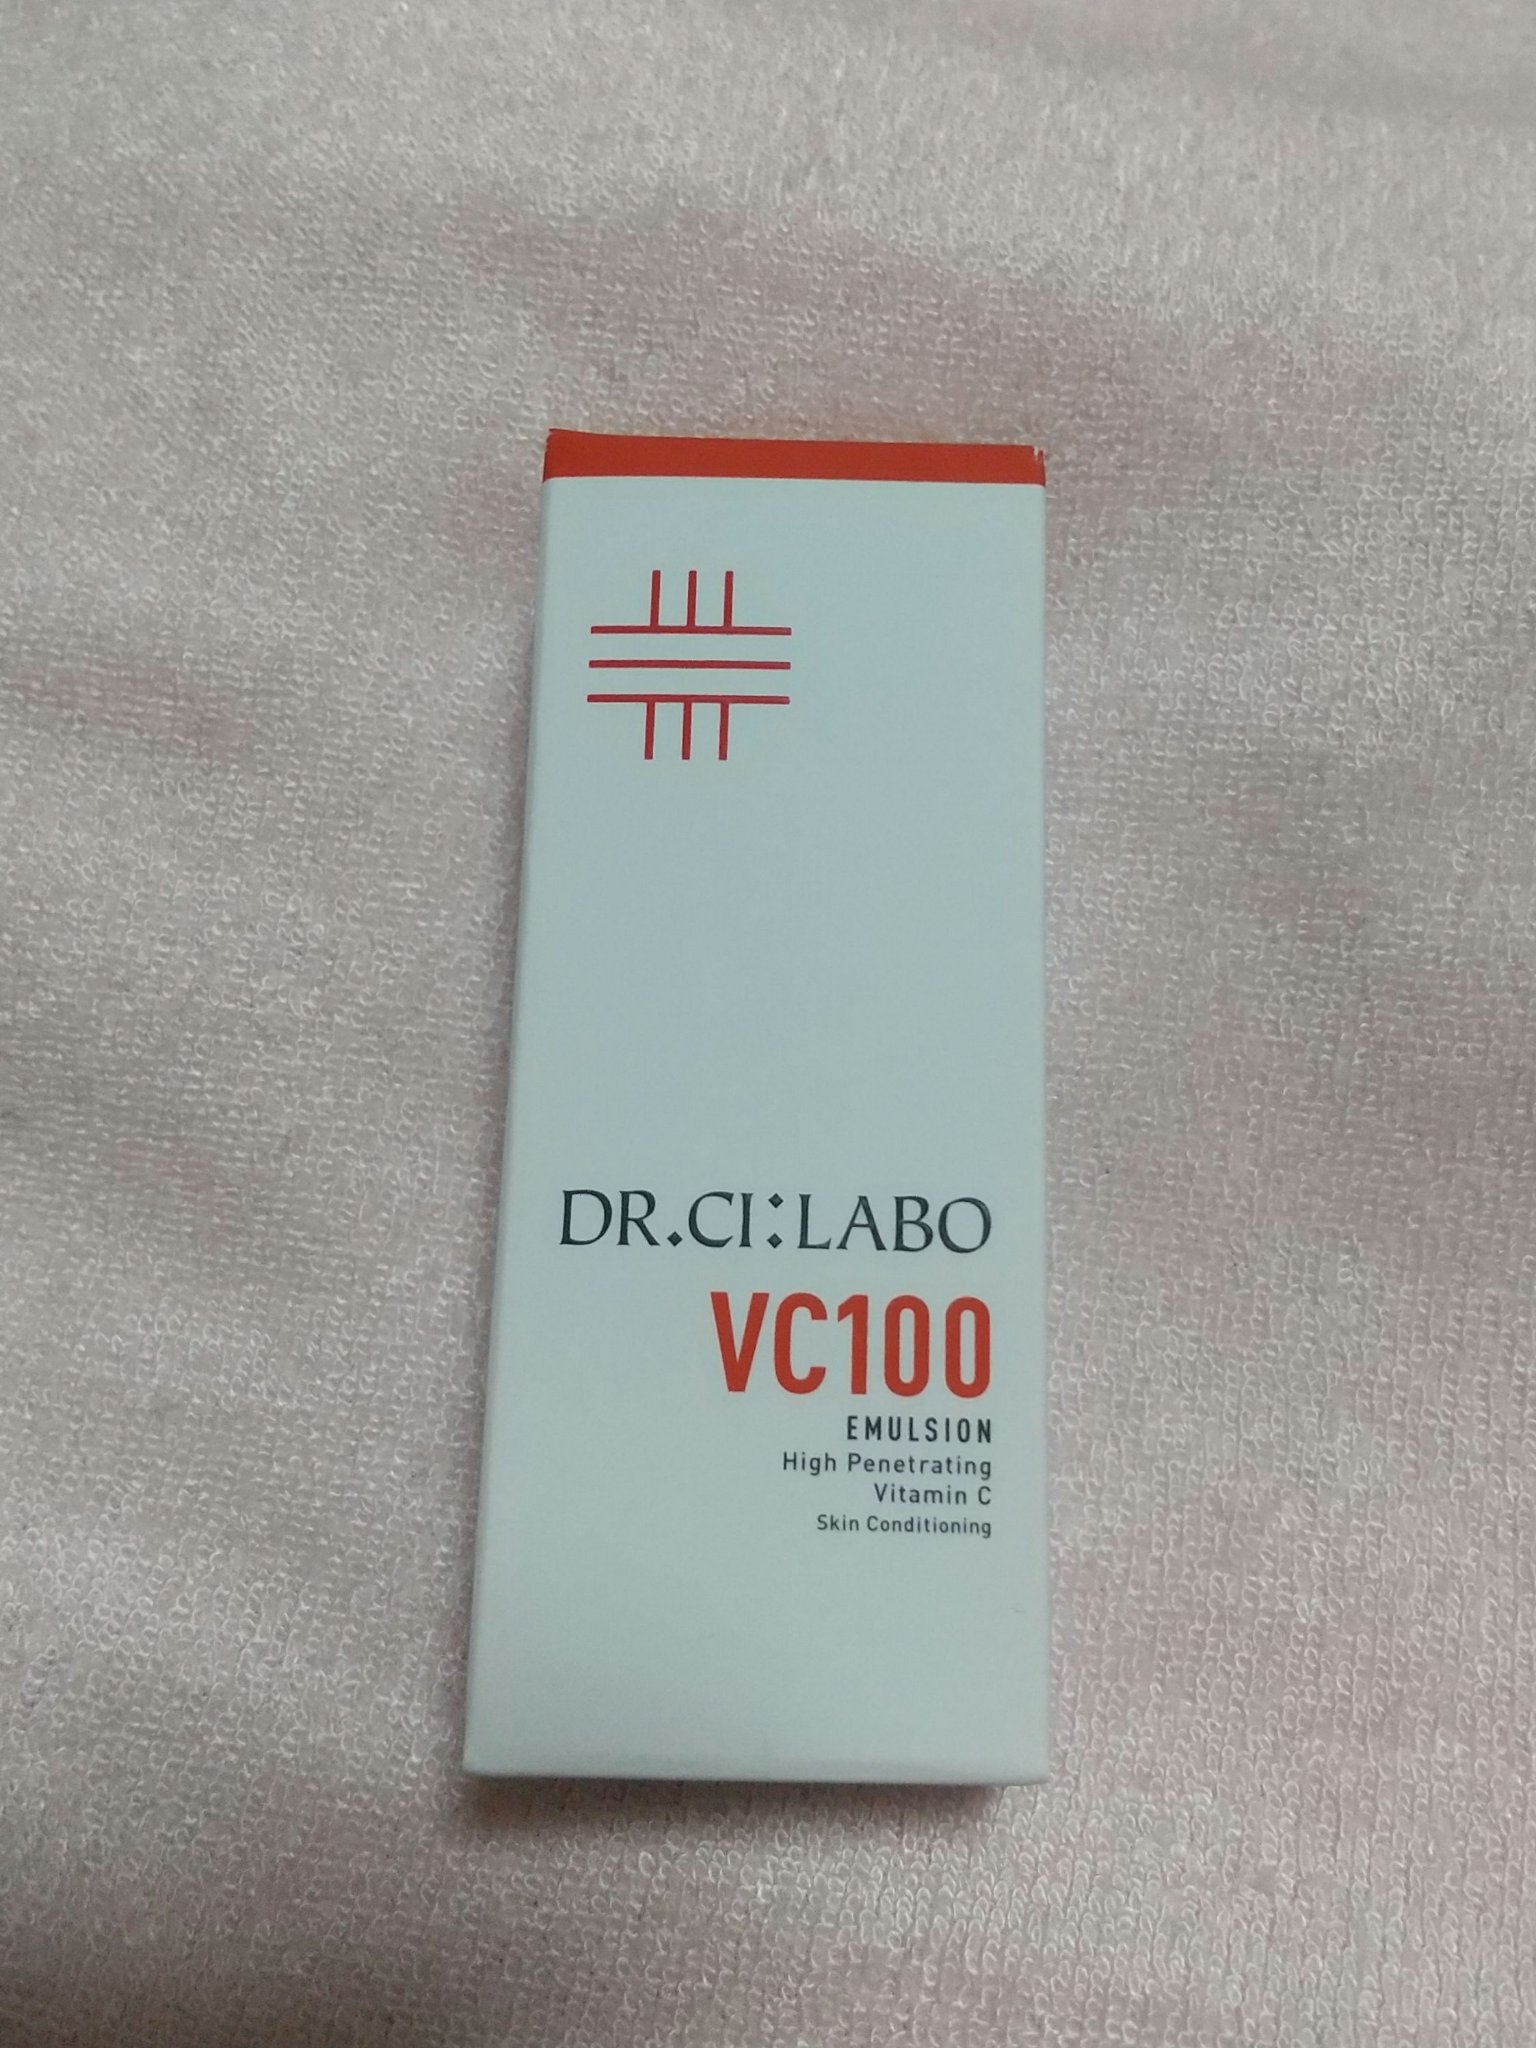 DR.CI:LABO
VC100
EMULSION
High Penetrating
Vitamin C
Skin Conditioning